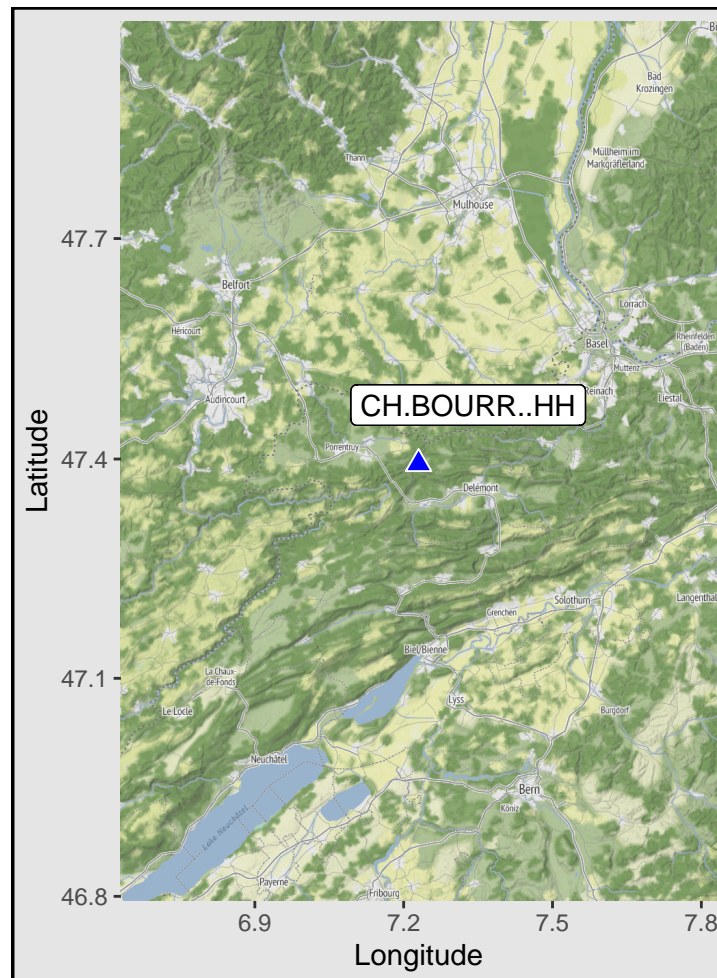 Bad
Krozingen
Müllheim im
Markgräflerland
Thann
Mulhouse
47.7
Belfort
Lörrach
Héricourt
Basel
Rheinfelden
(Baden)
Muttenz
Audincourt
Reinach
Liestal
CH.BOURR..HH
Porrentruy
47.4
Delémont
Latitude
Solothurn
Langenthal
Grenchen
Biel/Bienne
47.1
La Chaux-
de-Fonds
Lyss
Le Locle
Burgdorf
Neuchâtel
Bern
Köniz
Lake Neuchâtel
Payerne
Fribourg
46.8
6.9
7.2
7.5
7.8
Longitude